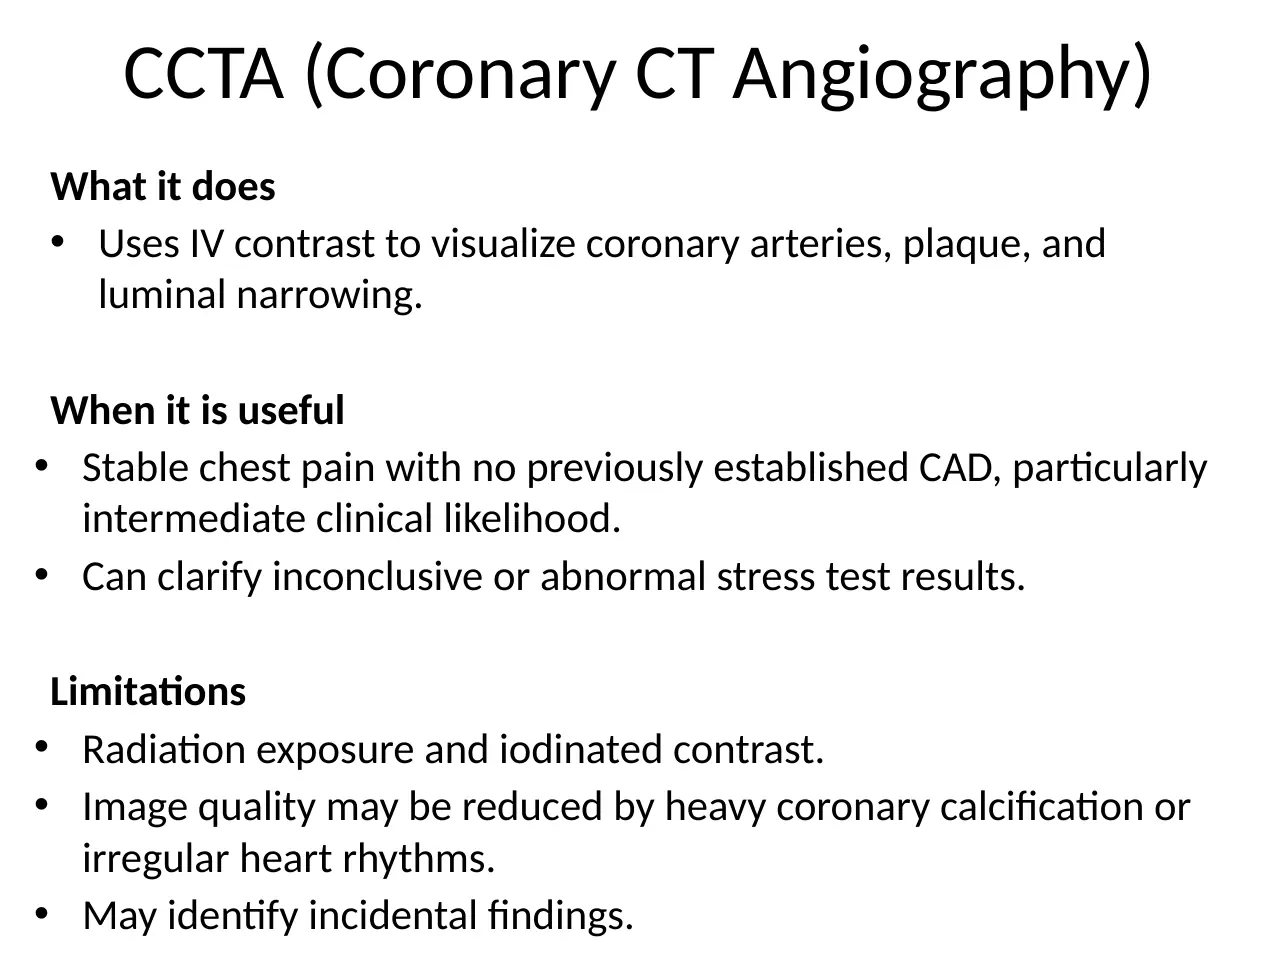 CCTA (Coronary CT Angiography)
What it does
• Uses IV contrast to visualize coronary arteries, plaque, and
luminal narrowing.
When it is useful
• Stable chest pain with no previously established CAD, particularly
intermediate clinical likelihood.
• Can clarify inconclusive or abnormal stress test results.
Limitations
• Radiation exposure and iodinated contrast.
• Image quality may be reduced by heavy coronary calcification or
irregular heart rhythms.
• May identify incidental findings.